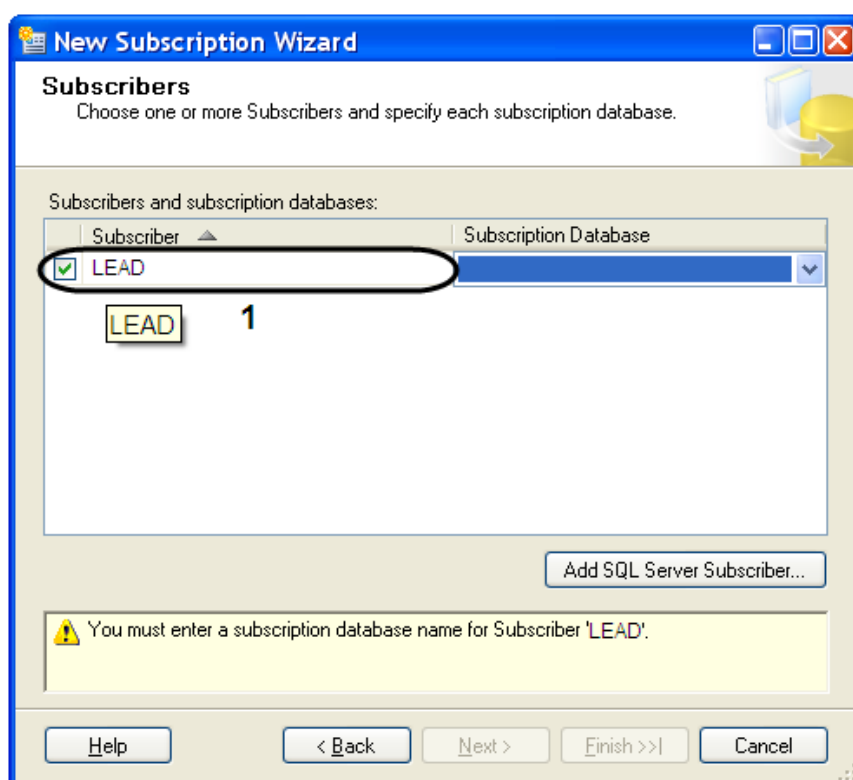 New Subscription Wizard
Subscribers
Choose one or more Subscribers and specify each subscription database.
Subscribers and subscription databases:
Subscriber Subscription Database
LEAD
LEAD 1
Add SQL Server Subscriber...
You must enter a subscription database name for Subscriber 'LEAD'.
Help < Back Next > Finish >>| Cancel